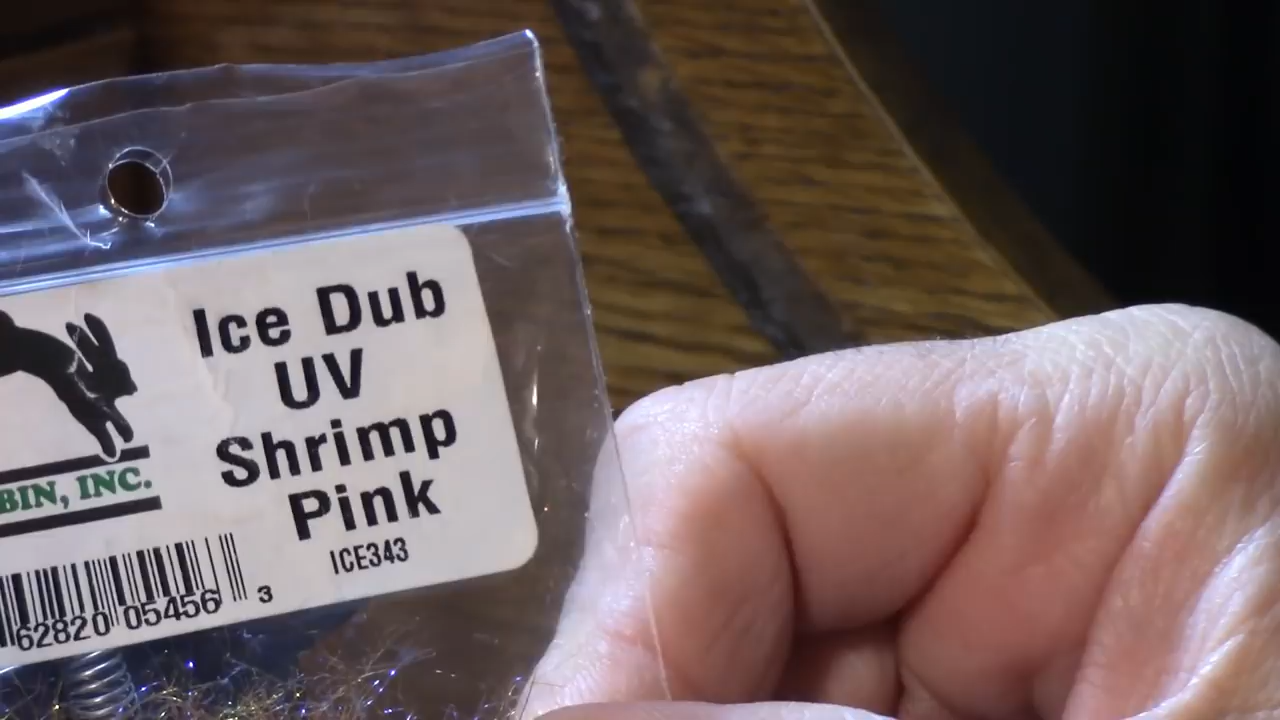 Ice Dub
UV
Shrimp
Pink
ICE343
BIN, INC.
62820 05456 3